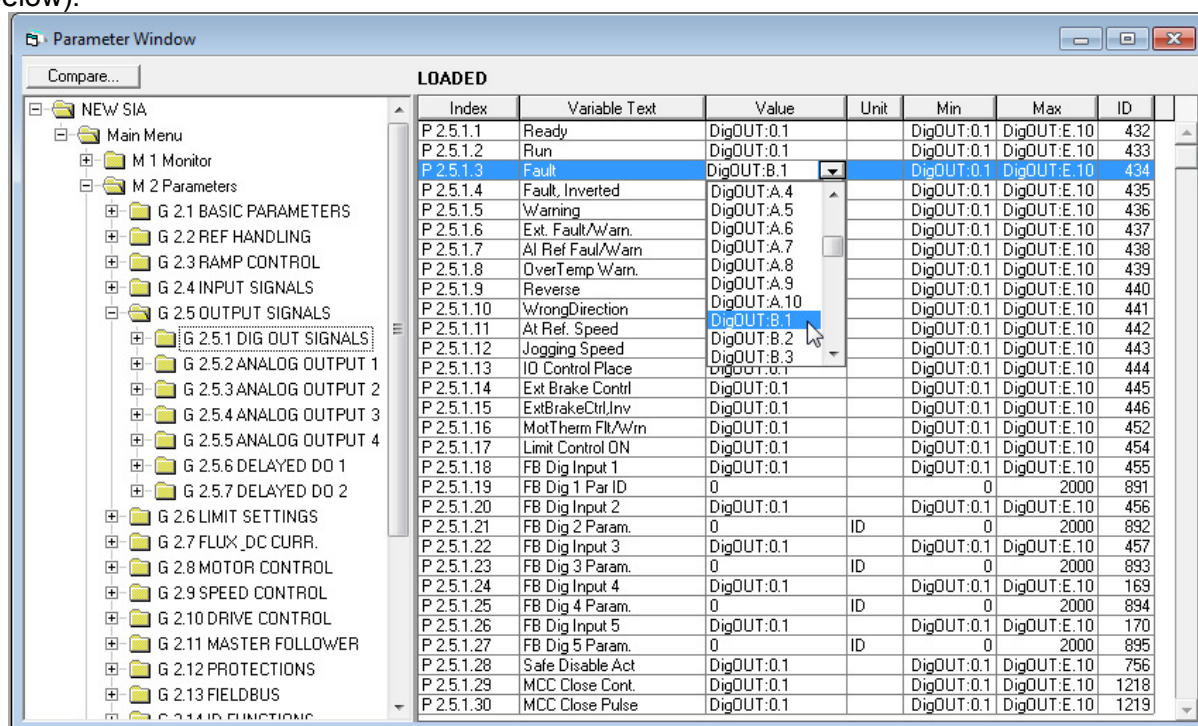 elow).
Parameter Window
Compare...
LOADED
NEW SIA
Main Menu
M 1 Monitor
M 2 Parameters
G 2.1 BASIC PARAMETERS
G 2.2 REF HANDLING
G 2.3 RAMP CONTROL
G 2.4 INPUT SIGNALS
G 2.5 OUTPUT SIGNALS
G 2.5.1 DIG OUT SIGNALS
G 2.5.2 ANALOG OUTPUT 1
G 2.5.3 ANALOG OUTPUT 2
G 2.5.4 ANALOG OUTPUT 3
G 2.5.5 ANALOG OUTPUT 4
G 2.5.6 DELAYED DO 1
G 2.5.7 DELAYED DO 2
G 2.6 LIMIT SETTINGS
G 2.7 FLUX_DC CURR.
G 2.8 MOTOR CONTROL
G 2.9 SPEED CONTROL
G 2.10 DRIVE CONTROL
G 2.11 MASTER FOLLOWER
G 2.12 PROTECTIONS
G 2.13 FIELDBUS
G 2.14 ID FUNCTIONS
Index Variable Text Value Unit Min Max ID
P 2.5.1.1 Ready DigOUT:0.1 DigOUT:0.1 DigOUT:E.10 432
P 2.5.1.2 Run DigOUT:0.1 DigOUT:0.1 DigOUT:E.10 433
P 2.5.1.3 Fault DigOUT:B.1 DigOUT:0.1 DigOUT:E.10 434
P 2.5.1.4 Fault, Inverted DigOUT:A.4 DigOUT:0.1 DigOUT:E.10 435
P 2.5.1.5 Warning DigOUT:A.5 DigOUT:0.1 DigOUT:E.10 436
P 2.5.1.6 Ext. Fault/Warn. DigOUT:A.6 DigOUT:0.1 DigOUT:E.10 437
P 2.5.1.7 AI Ref Faul/Warn DigOUT:A.7 DigOUT:0.1 DigOUT:E.10 438
P 2.5.1.8 OverTemp Warn. DigOUT:A.8 DigOUT:0.1 DigOUT:E.10 439
P 2.5.1.9 Reverse DigOUT:A.9 DigOUT:0.1 DigOUT:E.10 440
P 2.5.1.10 WrongDirection DigOUT:A.10 DigOUT:0.1 DigOUT:E.10 441
P 2.5.1.11 At Ref. Speed DigOUT:B.1 DigOUT:0.1 DigOUT:E.10 442
P 2.5.1.12 Jogging Speed DigOUT:B.2 DigOUT:0.1 DigOUT:E.10 443
DigOUT:B.3
P 2.5.1.13 IO Control Place DigOUT:0.1 DigOUT:0.1 DigOUT:E.10 444
P 2.5.1.14 Ext Brake Contrl DigOUT:0.1 DigOUT:0.1 DigOUT:E.10 445
P 2.5.1.15 ExtBrakeCtrl,Inv DigOUT:0.1 DigOUT:0.1 DigOUT:E.10 446
P 2.5.1.16 MotTherm Flt/Wrn DigOUT:0.1 DigOUT:0.1 DigOUT:E.10 452
P 2.5.1.17 Limit Control ON DigOUT:0.1 DigOUT:0.1 DigOUT:E.10 454
P 2.5.1.18 FB Dig Input 1 DigOUT:0.1 DigOUT:0.1 DigOUT:E.10 455
P 2.5.1.19 FB Dig 1 Par ID 0 0 2000 891
P 2.5.1.20 FB Dig Input 2 DigOUT:0.1 DigOUT:0.1 DigOUT:E.10 456
P 2.5.1.21 FB Dig 2 Param. 0 ID 0 2000 892
P 2.5.1.22 FB Dig Input 3 DigOUT:0.1 DigOUT:0.1 DigOUT:E.10 457
P 2.5.1.23 FB Dig 3 Param. 0 ID 0 2000 893
P 2.5.1.24 FB Dig Input 4 DigOUT:0.1 DigOUT:0.1 DigOUT:E.10 169
P 2.5.1.25 FB Dig 4 Param. 0 ID 0 2000 894
P 2.5.1.26 FB Dig Input 5 DigOUT:0.1 DigOUT:0.1 DigOUT:E.10 170
P 2.5.1.27 FB Dig 5 Param. 0 ID 0 2000 895
P 2.5.1.28 Safe Disable Act DigOUT:0.1 DigOUT:0.1 DigOUT:E.10 756
P 2.5.1.29 MCC Close Cont. DigOUT:0.1 DigOUT:0.1 DigOUT:E.10 1218
P 2.5.1.30 MCC Close Pulse DigOUT:0.1 DigOUT:0.1 DigOUT:E.10 1219